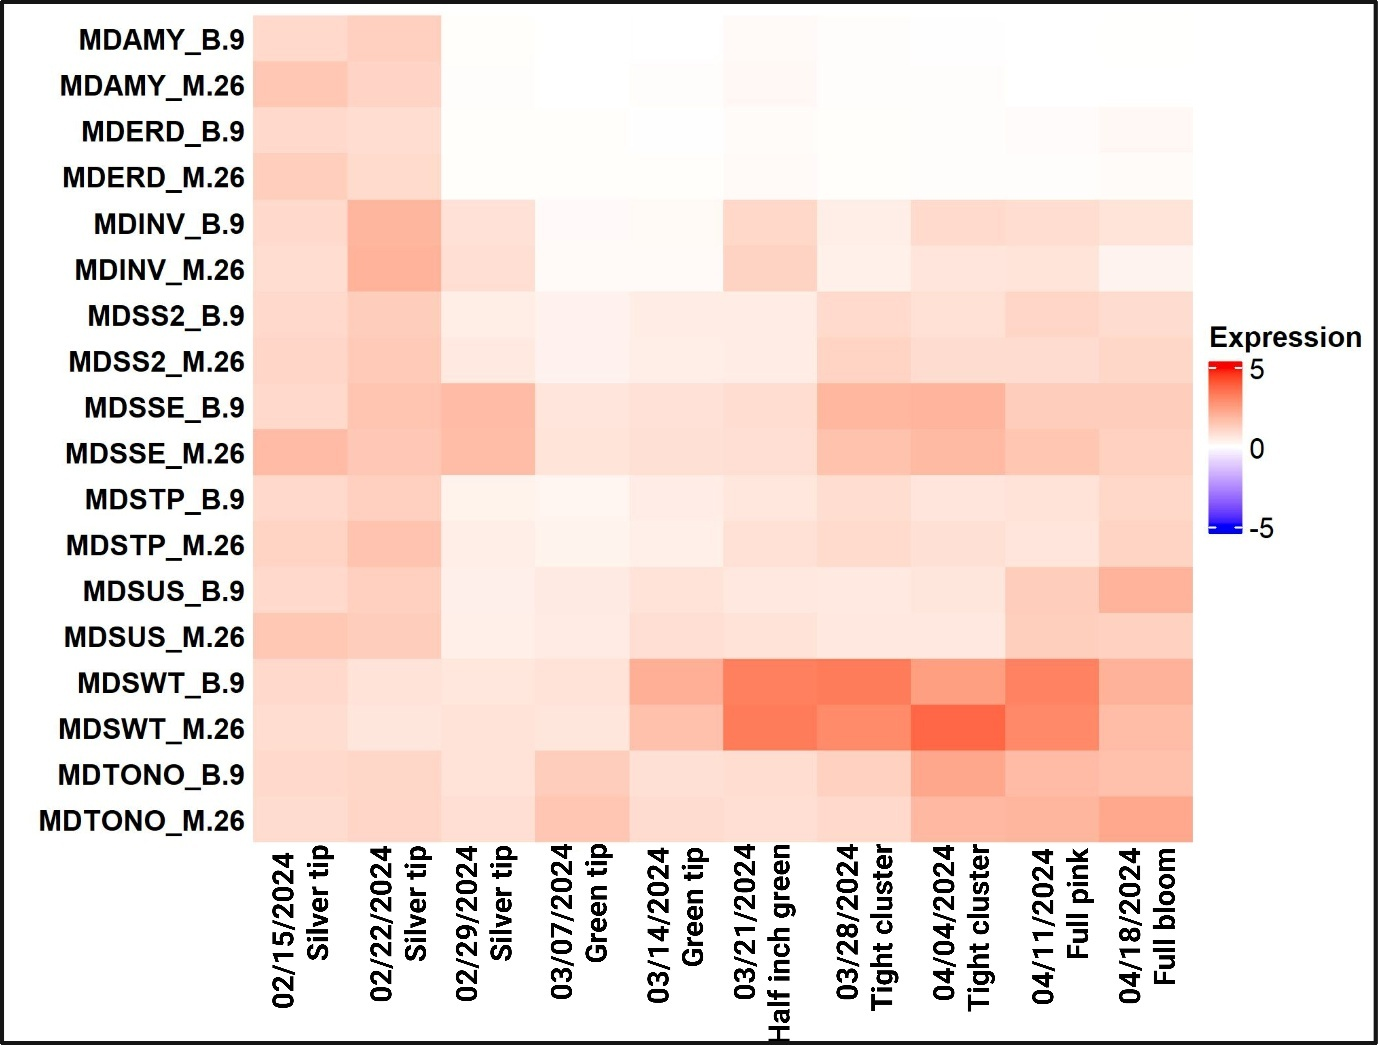 MDAMY_B.9
MDAMY_M.26
MDERD_B.9
MDERD_M.26
MDINV_B.9
MDINV_M.26
MDSS2_B.9
MDSS2_M.26
MDSSE_B.9
MDSSE_M.26
MDSTP_B.9
MDSTP_M.26
MDSUS_B.9
MDSUS_M.26
MDSWT_B.9
MDSWT_M.26
MDTONO_B.9
MDTONO_M.26
Expression
5
0
-5
02/15/2024
Silver tip
02/22/2024
Silver tip
02/29/2024
Silver tip
03/07/2024
Green tip
03/14/2024
Green tip
03/21/2024
Half inch green
03/28/2024
Tight cluster
04/04/2024
Tight cluster
04/11/2024
Full pink
04/18/2024
Full bloom